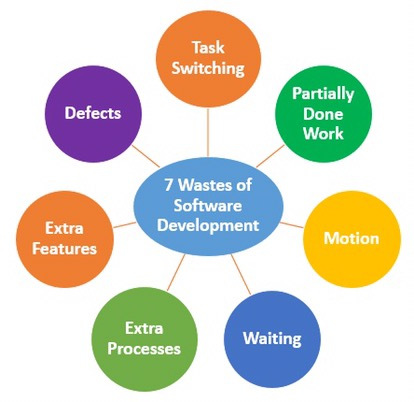 Task
Switching
Partially
Done
Work
Motion
Waiting
Extra
Processes
Extra
Features
Defects
7 Wastes of
Software
Development